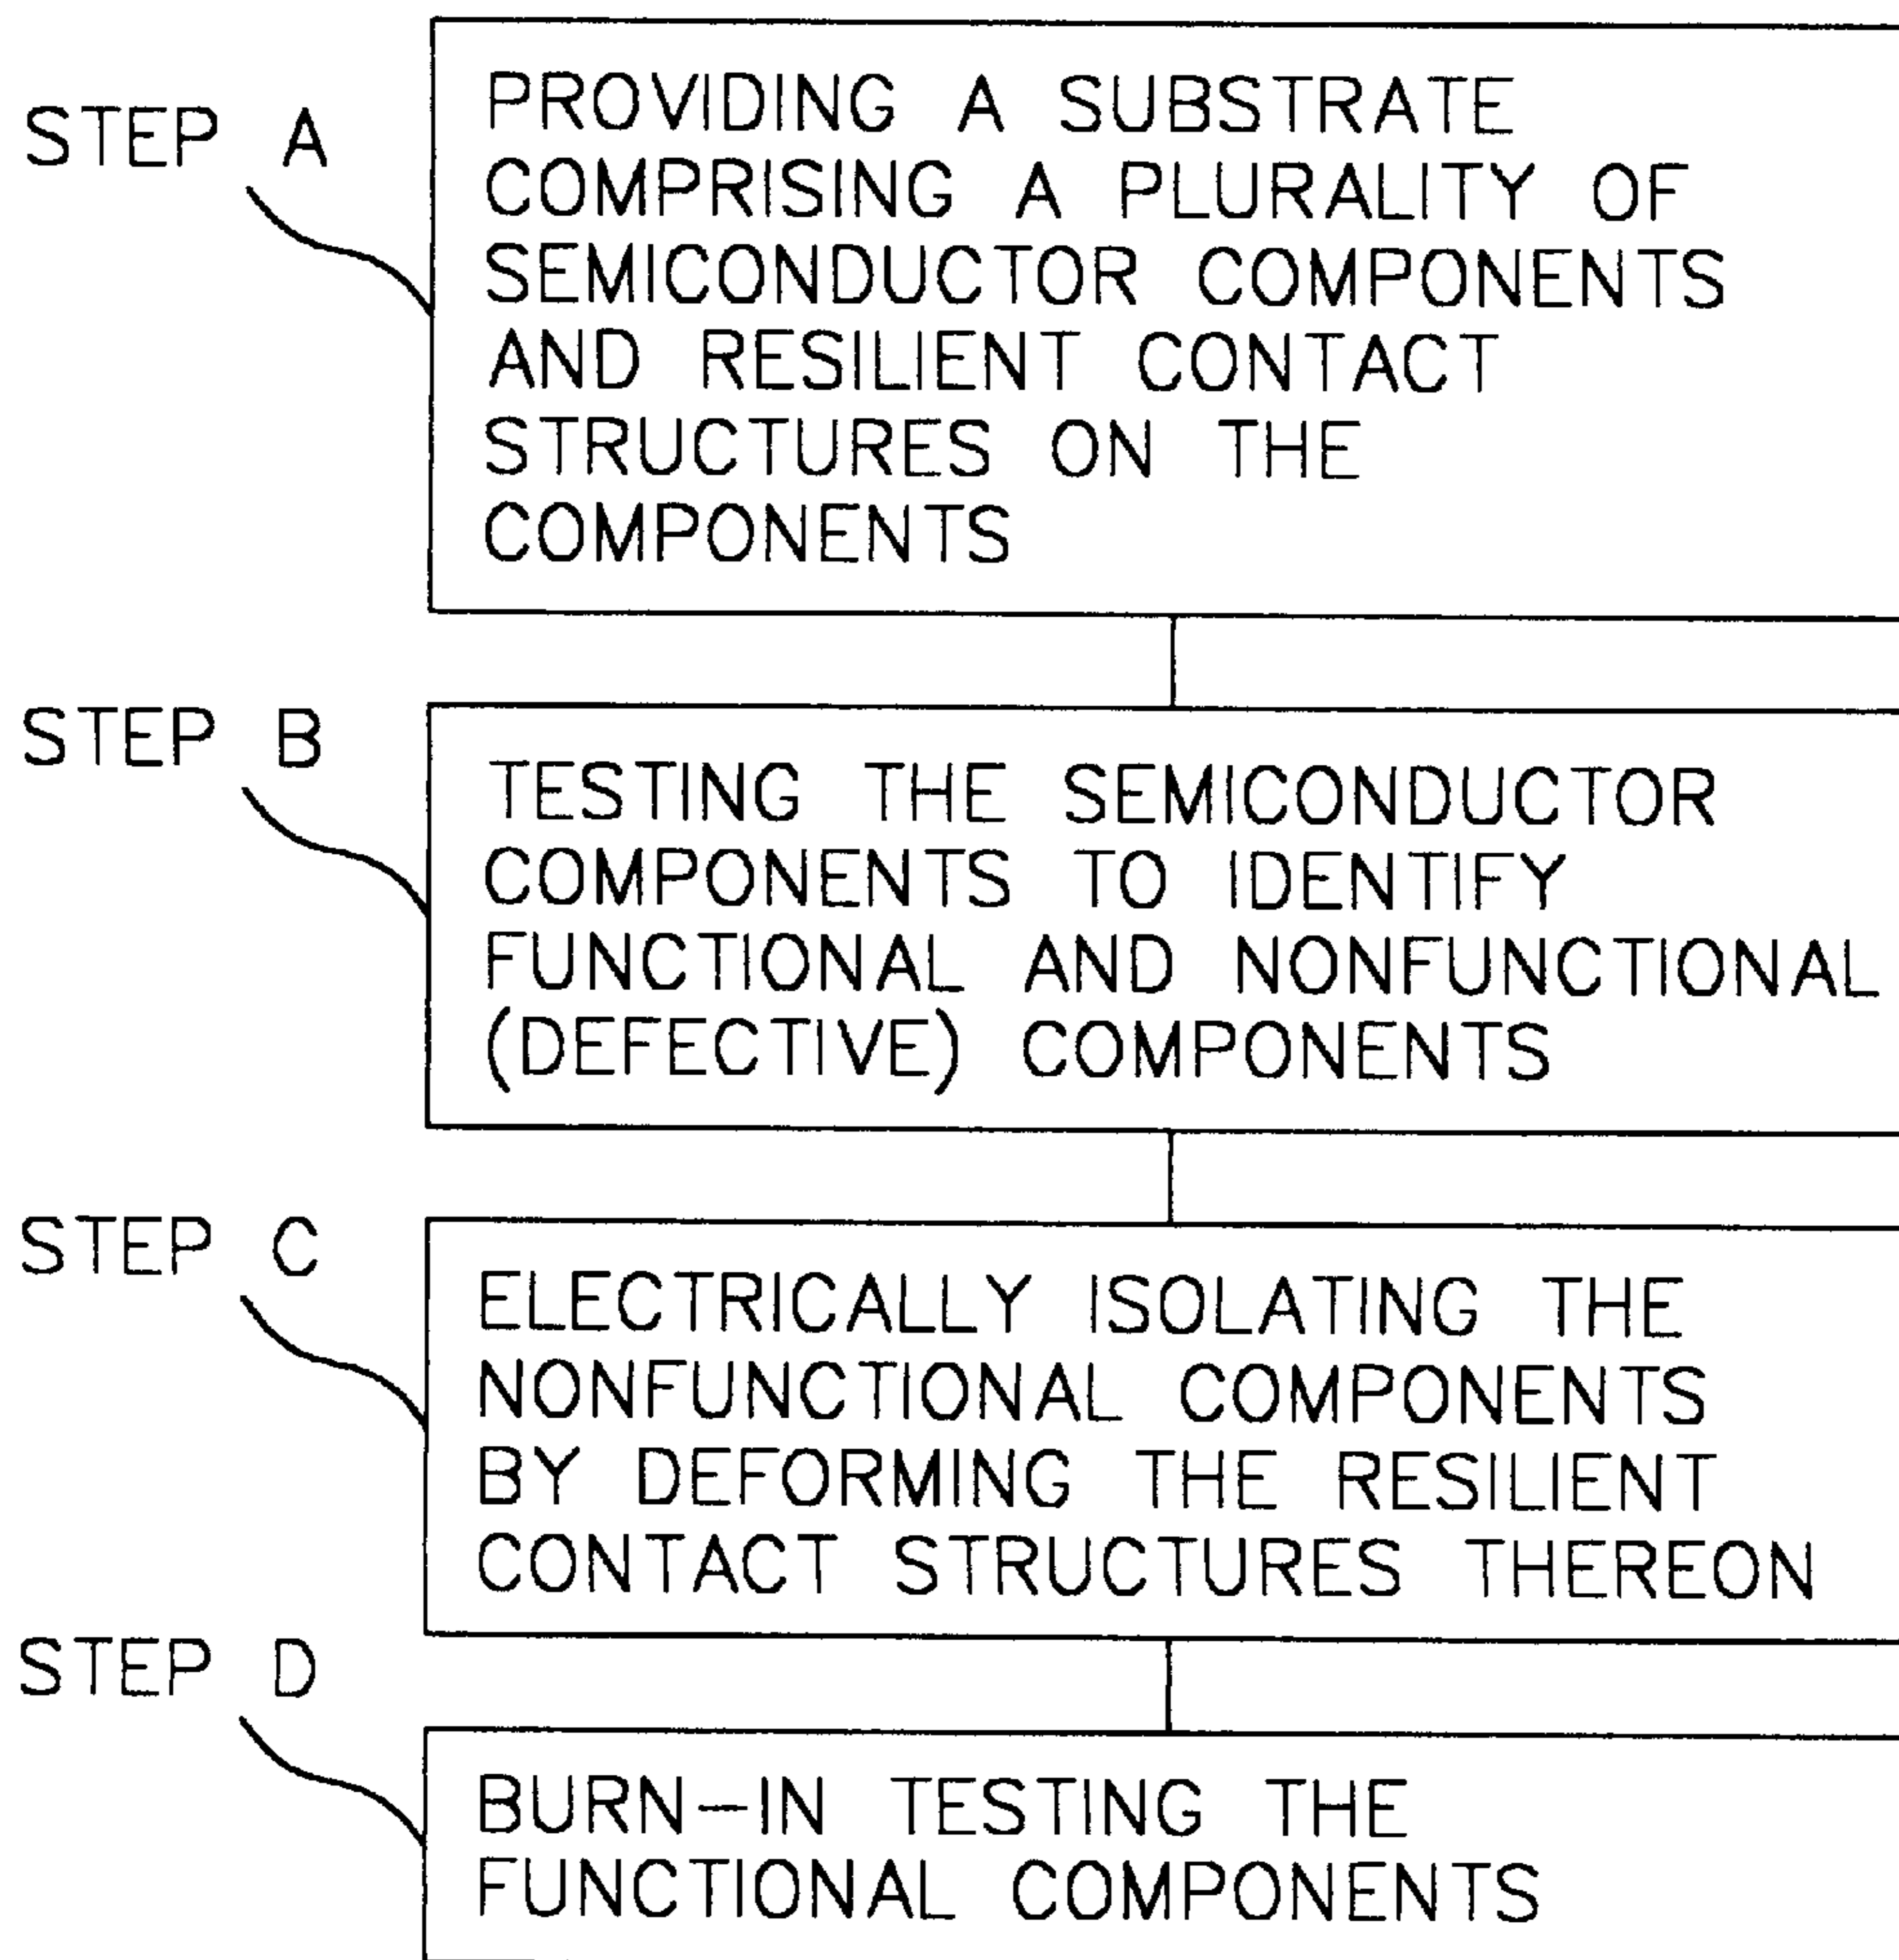 STEP A
PROVIDING A SUBSTRATE
COMPRISING A PLURALITY OF
SEMICONDUCTOR COMPONENTS
AND RESILIENT CONTACT
STRUCTURES ON THE
COMPONENTS
STEP B
TESTING THE SEMICONDUCTOR
COMPONENTS TO IDENTIFY
FUNCTIONAL AND NONFUNCTIONAL
(DEFECTIVE) COMPONENTS
STEP C
ELECTRICALLY ISOLATING THE
NONFUNCTIONAL COMPONENTS
BY DEFORMING THE RESILIENT
CONTACT STRUCTURES THEREON
STEP D
BURN-IN TESTING THE
FUNCTIONAL COMPONENTS